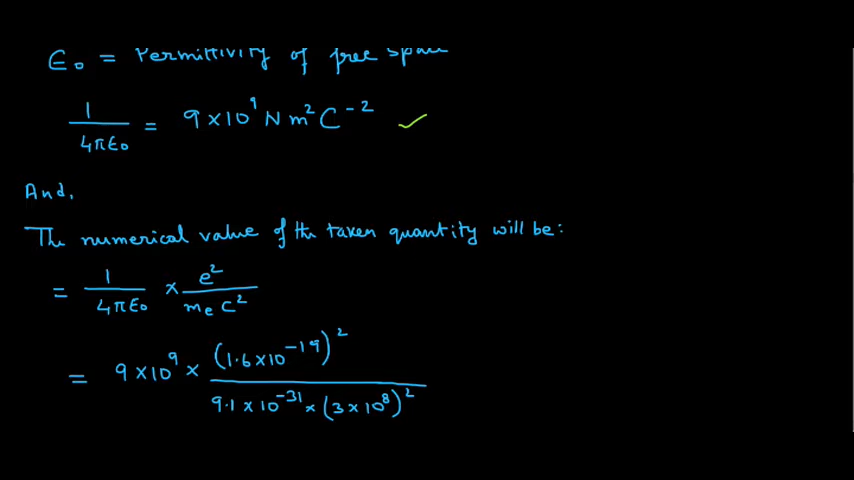 ϵ₀ = Permittivity of free space
1/(4πϵ₀) = 9×10⁹ N m² C⁻²
And,
The numerical value of the taken quantity will be:
= 1/(4πϵ₀) × e²/(mₑ c²)
= 9×10⁹ × (1.6×10⁻¹⁹)²/(9.1×10⁻³¹ × (3×10⁸)²)